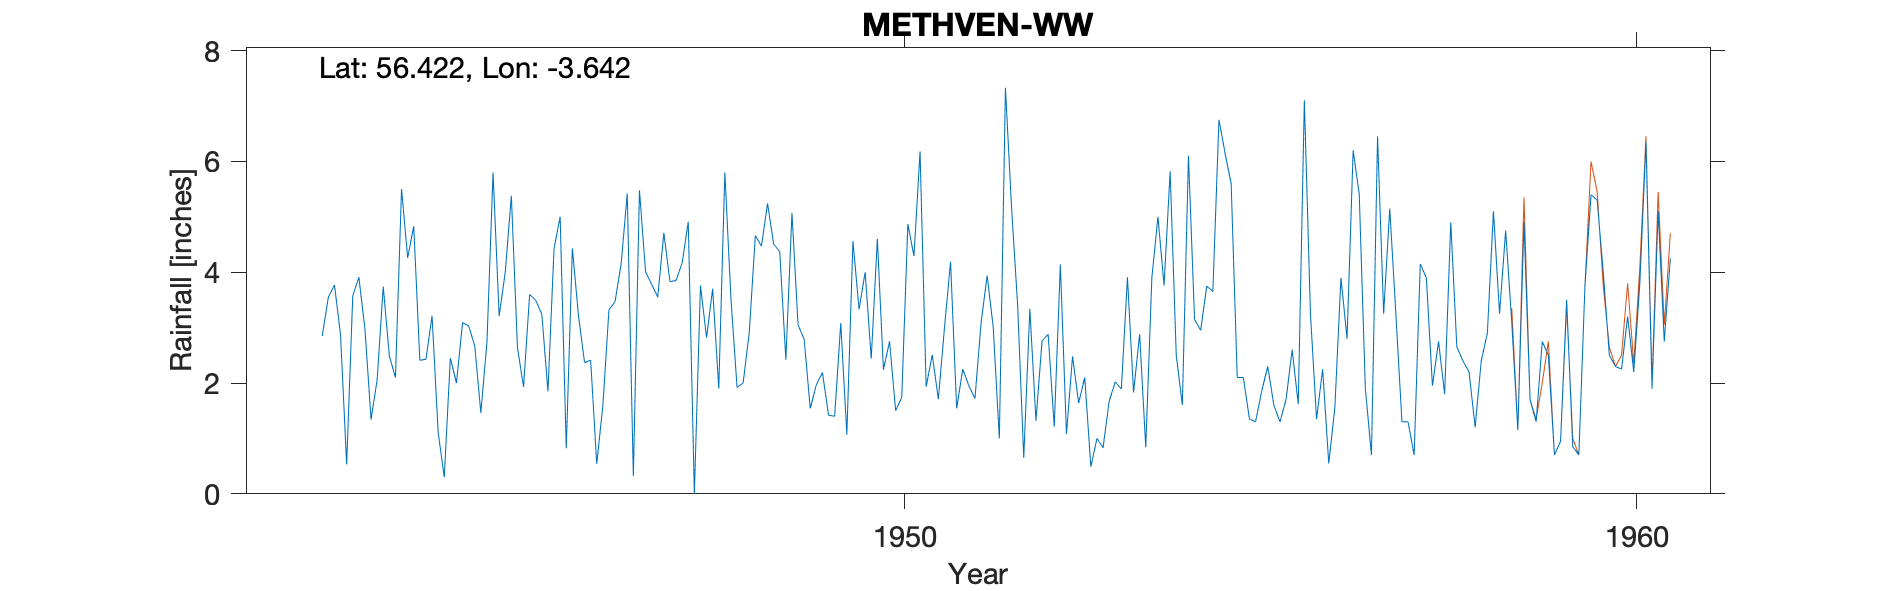 METHVEN-WW
Lat: 56.422, Lon: -3.642
8
6
4
2
0
Rainfall [inches]
1950
1960
Year